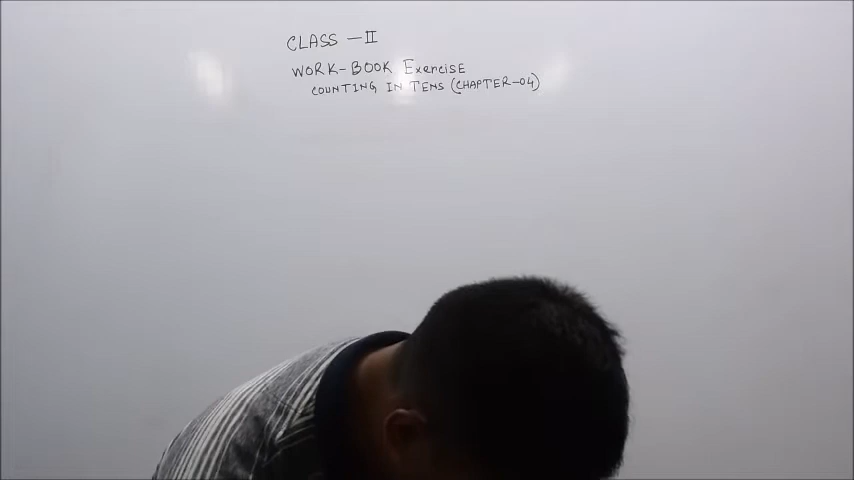 CLASS - II
WORK-BOOK Exercise
COUNTING IN TENS (CHAPTER-04)